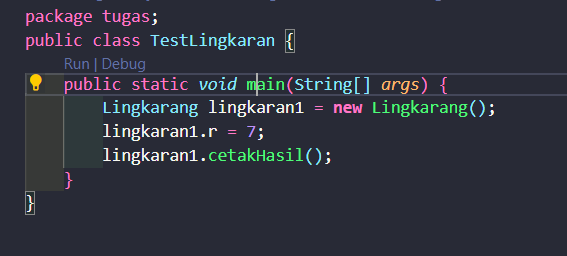 package tugas;
public class TestLingkaran {
Run | Debug
public static void main(String[] args) {
Lingkarang lingkaran1 = new Lingkarang();
lingkaran1.r = 7;
lingkaran1.cetakHasil();
}
}